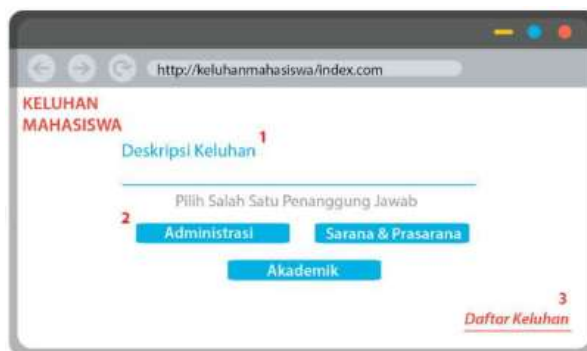 http://keluhanmahasiswa/index.com
KELUHAN
MAHASISWA
1
Deskripsi Keluhan
Pilih Salah Satu Penanggung Jawab
2
Administrasi
Sarana & Prasarana
Akademik
3
Daftar Keluhan